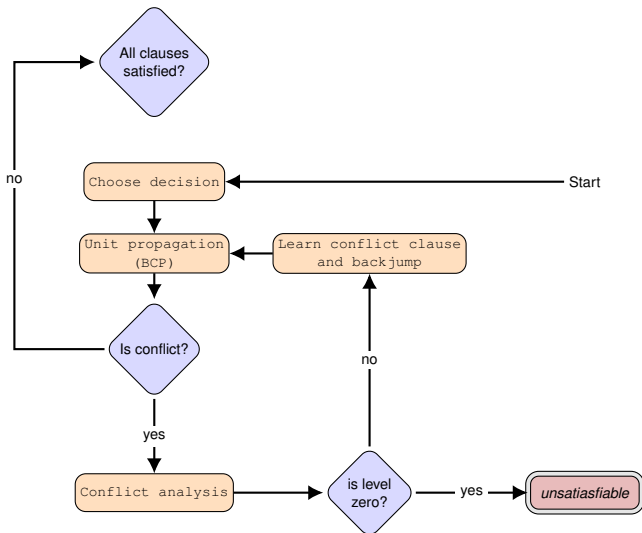 All clauses
satisfied?
no
Choose decision
Start
Unit propagation
(BCP)
Learn conflict clause
and backjump
Is conflict?
no
yes
Conflict analysis
is level
zero?
yes
unsatiasfiable